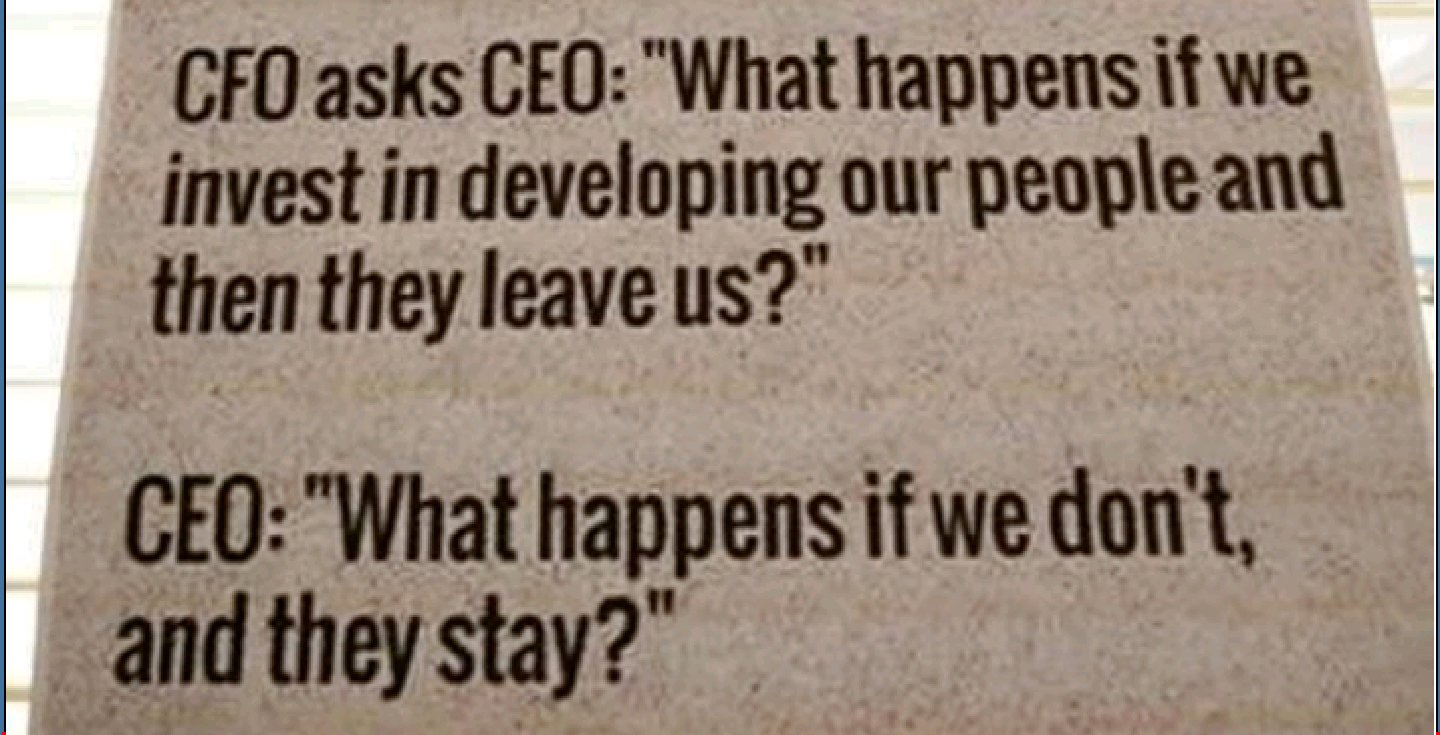 CFO asks CEO: "What happens if we
invest in developing our people and
then they leave us?"
CEO: "What happens if we don't,
and they stay?"